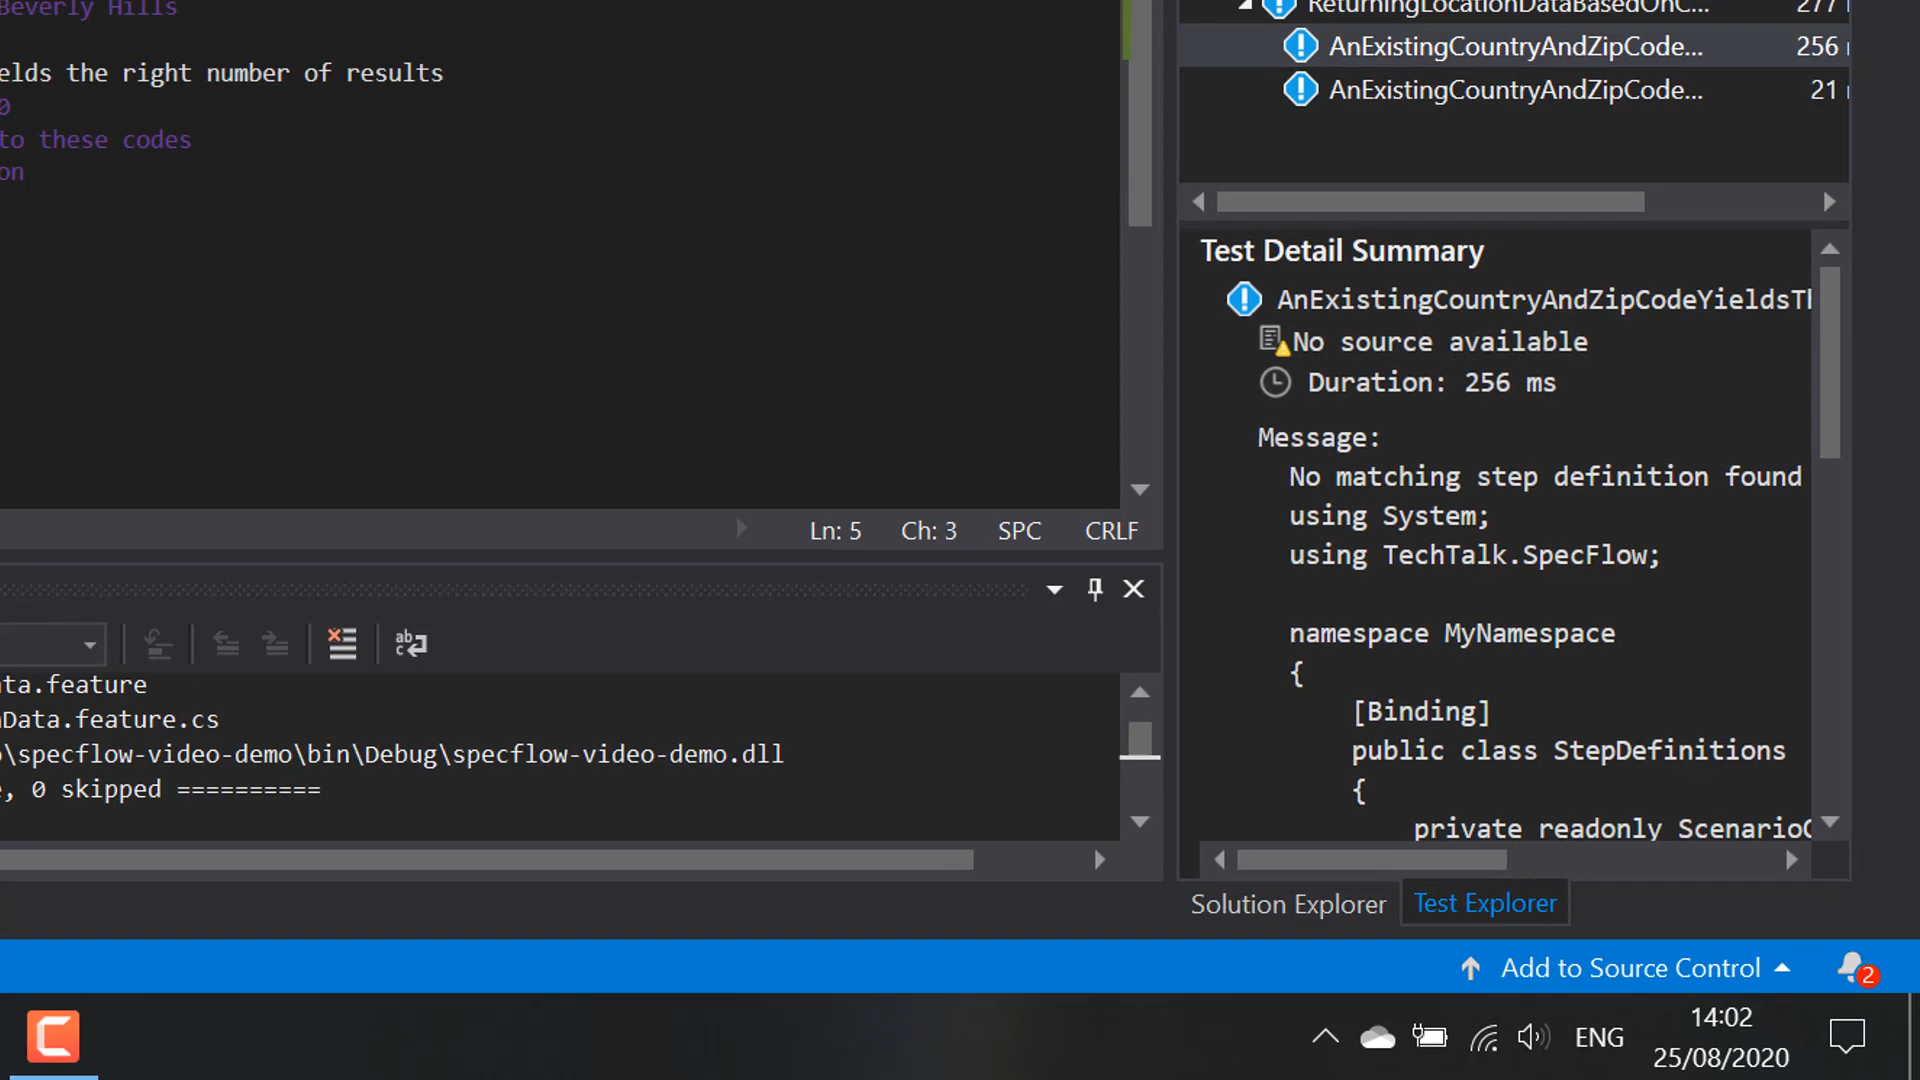 Beverly Hills
elds the right number of results
0
to these codes
on
Ln: 5 Ch: 3 SPC CRLF
ata.feature
nData.feature.cs
\specflow-video-demo\bin\Debug\specflow-video-demo.dll
, 0 skipped ==========
ReturningLocationDataBasedOnC... 277
AnExistingCountryAndZipCode... 256
AnExistingCountryAndZipCode... 21
Test Detail Summary
AnExistingCountryAndZipCodeYieldsTh
No source available
Duration: 256 ms
Message:
No matching step definition found
using System;
using TechTalk.SpecFlow;
namespace MyNamespace
{
[Binding]
public class StepDefinitions
{
private readonly ScenarioC
Solution Explorer Test Explorer
Add to Source Control 2
ENG
14:02
25/08/2020